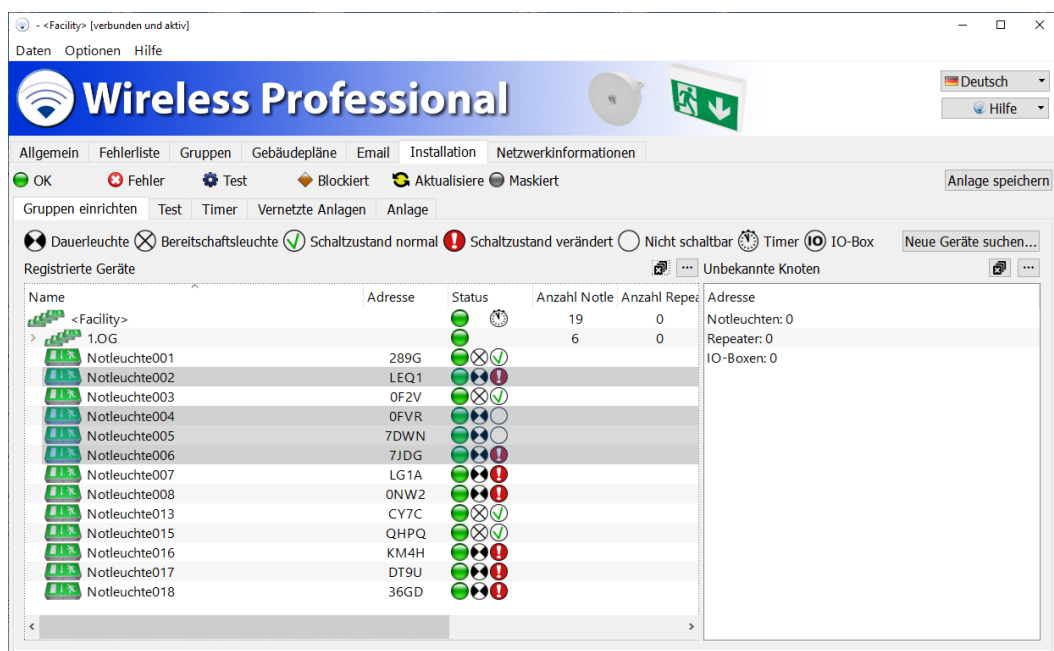 - <Facility> [verbunden und aktiv]
Daten Optionen Hilfe
Wireless Professional
Deutsch
Hilfe
Allgemein Fehlerliste Gruppen Gebäudepläne Email Installation Netzwerkinformationen
OK Fehler Test Blockiert Aktualisiere Maskiert Anlage speichern
Gruppen einrichten Test Timer Vernetzte Anlagen Anlage
Dauerleuchte Bereitschaftsleuchte Schaltzustand normal Schaltzustand verändert Nicht schaltbar Timer IO IO-Box Neue Geräte suchen...
Registrierte Geräte ... Unbekannte Knoten ...
Name Adresse Status Anzahl Notle Anzahl Repea Adresse
<Facility> 19 0 Notleuchten: 0
1.OG 6 0 Repeater: 0
Notleuchte001 289G IO-Boxen: 0
Notleuchte002 LEQ1
Notleuchte003 0F2V
Notleuchte004 0FVR
Notleuchte005 7DWN
Notleuchte006 7JDG
Notleuchte007 LG1A
Notleuchte008 0NW2
Notleuchte013 CY7C
Notleuchte015 QHPQ
Notleuchte016 KM4H
Notleuchte017 DT9U
Notleuchte018 36GD